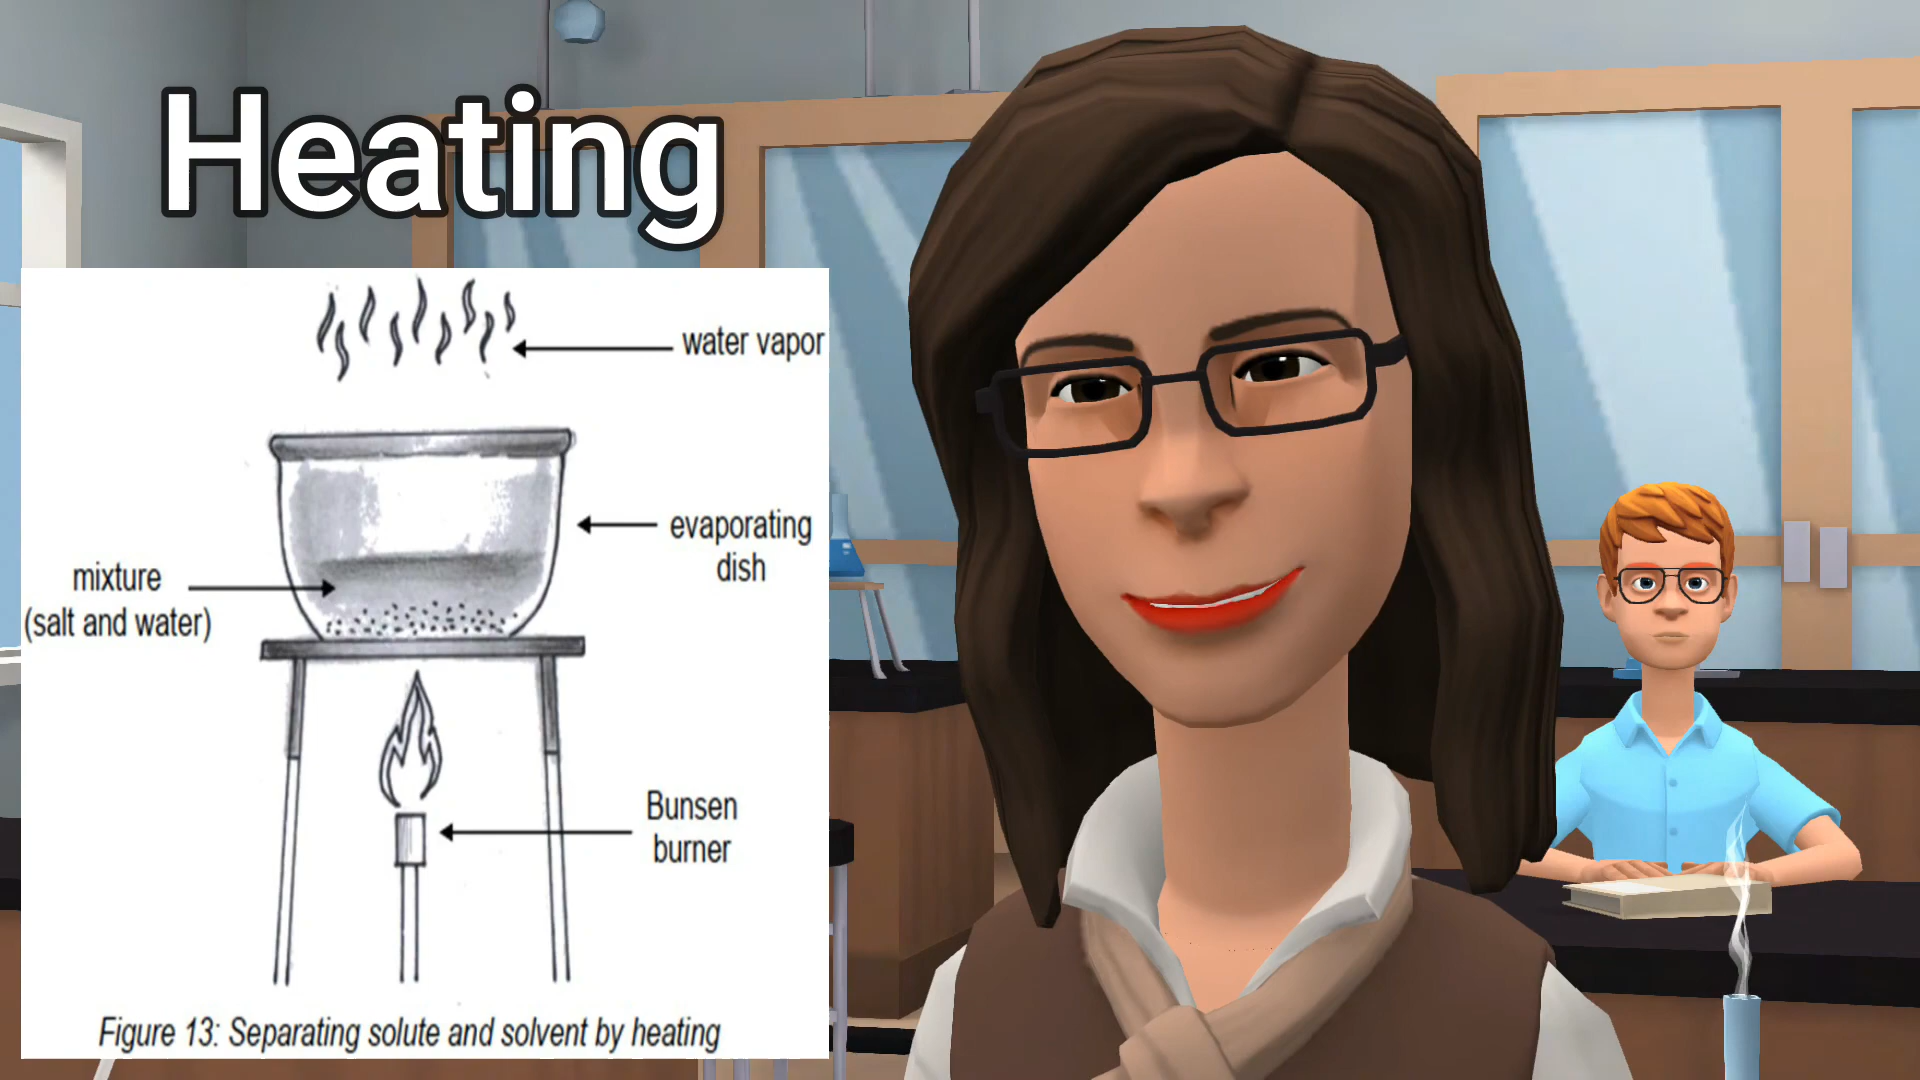 Heating
water vapor
evaporating
dish
mixture
(salt and water)
Bunsen
burner
Figure 13: Separating solute and solvent by heating